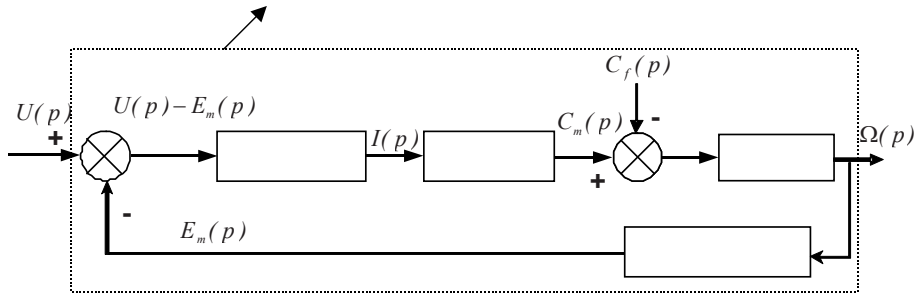 C_f(p)
U(p)
U(p) – E_m(p)
I(p)
C_m(p)
Ω(p)
+
-
+
-
E_m(p)